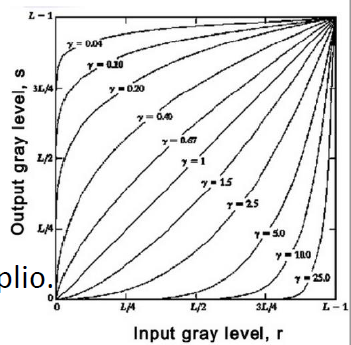 L − 1
γ = 0.04
γ = 0.10
3L/4
γ = 0.20
γ = 0.40
γ = 0.67
L/2
γ = 1
γ = 1.5
γ = 2.5
L/4
γ = 5.0
γ = 10.0
γ = 25.0
plio.
0
0
L/4
L/2
3L/4
L − 1
Output gray level, s
Input gray level, r